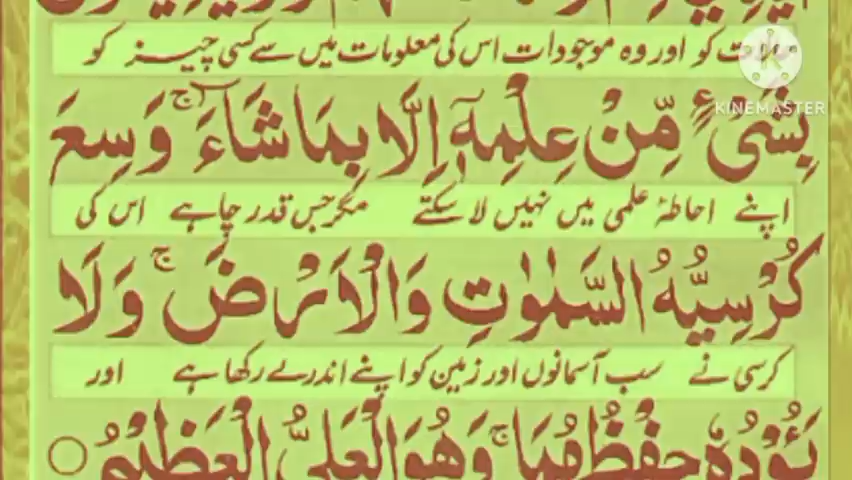 کو اور وہ موجودات اس کی معلومات میں سے کسی چیز کو
KINEMASTER
بِشَیْءٍ مِّنْ عِلْمِهٖۤ اِلَّا بِمَا شَآءَ ۚ وَسِعَ
اپنے احاطۂ علمی میں نہیں لا سکتے مگر جس قدر چاہے اس کی
كُرْسِیُّهُ السَّمٰوٰتِ وَالْاَرْضَ ۚ وَلَا
کرسی نے سب آسمانوں اور زمین کو اپنے اندر لے رکھا ہے اور
یَـُٔوْدُهٗ حِفْظُهُمَا ۚ وَهُوَ الْعَلِیُّ الْعَظِیْمُ